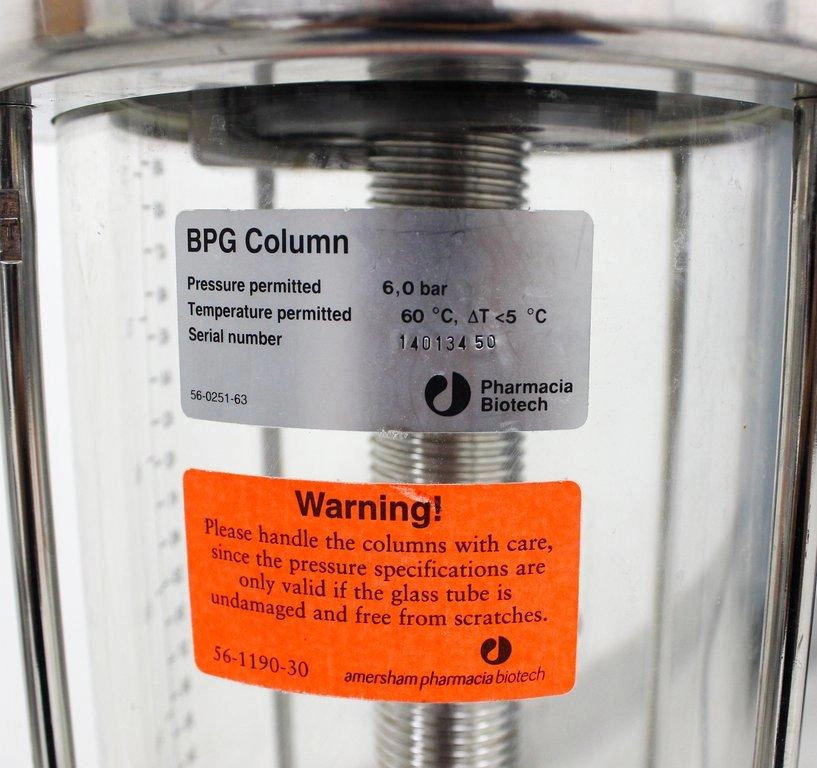 BPG Column
Pressure permitted 6,0 bar
Temperature permitted 60 °C, ΔT <5 °C
Serial number 14013450
56-0251-63
Pharmacia
Biotech
Warning!
Please handle the columns with care,
since the pressure specifications are
only valid if the glass tube is
undamaged and free from scratches.
56-1190-30
amersham pharmacia biotech